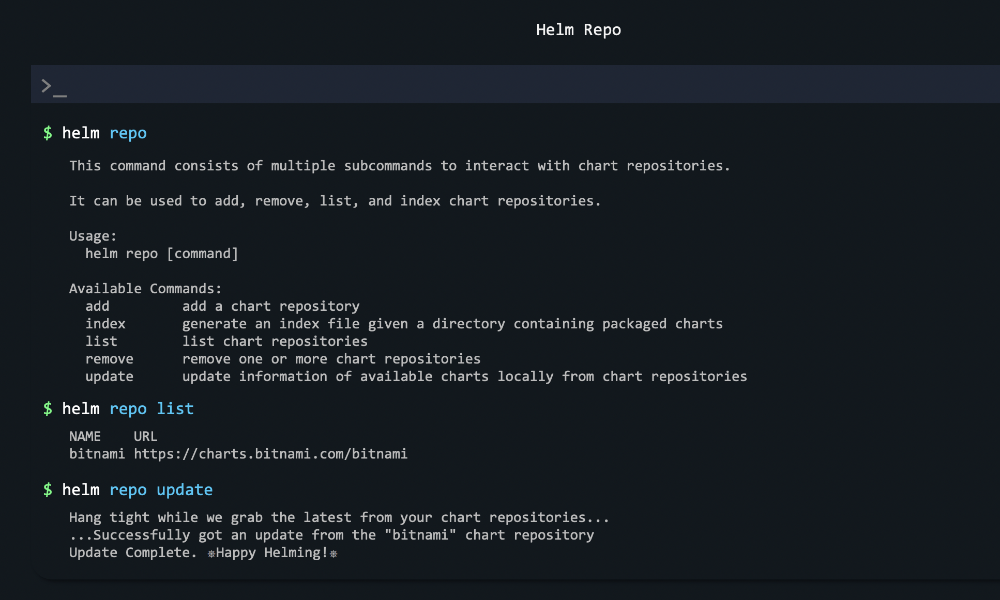 Helm Repo
>_
$ helm repo
This command consists of multiple subcommands to interact with chart repositories.
It can be used to add, remove, list, and index chart repositories.
Usage:
  helm repo [command]
Available Commands:
  add         add a chart repository
  index       generate an index file given a directory containing packaged charts
  list        list chart repositories
  remove      remove one or more chart repositories
  update      update information of available charts locally from chart repositories
$ helm repo list
NAME    URL
bitnami https://charts.bitnami.com/bitnami
$ helm repo update
Hang tight while we grab the latest from your chart repositories...
...Successfully got an update from the "bitnami" chart repository
Update Complete. ⎈Happy Helming!⎈